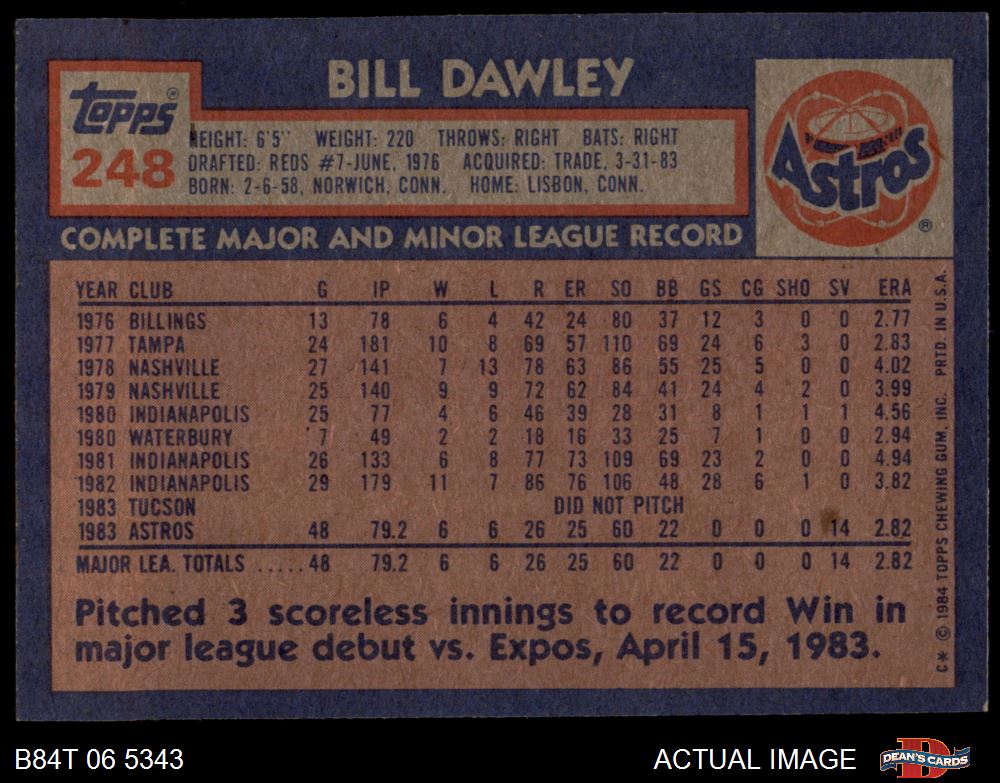 BILL DAWLEY
Topps®
248
HEIGHT: 6'5" WEIGHT: 220 THROWS: RIGHT BATS: RIGHT
DRAFTED: REDS #7-JUNE, 1976 ACQUIRED: TRADE, 3-31-83
BORN: 2-6-58, NORWICH, CONN. HOME: LISBON, CONN.
Astros
®
COMPLETE MAJOR AND MINOR LEAGUE RECORD
YEAR CLUB G IP W L R ER SO BB GS CG SHO SV ERA
1976 BILLINGS 13 78 6 4 42 24 80 37 12 3 0 0 2.77
1977 TAMPA 24 181 10 8 69 57 110 69 24 6 3 0 2.83
1978 NASHVILLE 27 141 7 13 78 63 86 55 25 5 0 0 4.02
1979 NASHVILLE 25 140 9 9 72 62 84 41 24 4 2 0 3.99
1980 INDIANAPOLIS 25 77 4 6 46 39 28 31 8 1 1 1 4.56
1980 WATERBURY 7 49 2 2 18 16 33 25 7 1 0 0 2.94
1981 INDIANAPOLIS 26 133 6 8 77 73 109 69 23 2 0 0 4.94
1982 INDIANAPOLIS 29 179 11 7 86 76 106 48 28 6 1 0 3.82
1983 TUCSON DID NOT PITCH
1983 ASTROS 48 79.2 6 6 26 25 60 22 0 0 0 14 2.82
MAJOR LEA. TOTALS .....48 79.2 6 6 26 25 60 22 0 0 0 14 2.82
Pitched 3 scoreless innings to record Win in
major league debut vs. Expos, April 15, 1983.
C* © 1984 TOPPS CHEWING GUM, INC. PRTD. IN U.S.A.
B84T 06 5343
ACTUAL IMAGE
DEAN'S CARDS